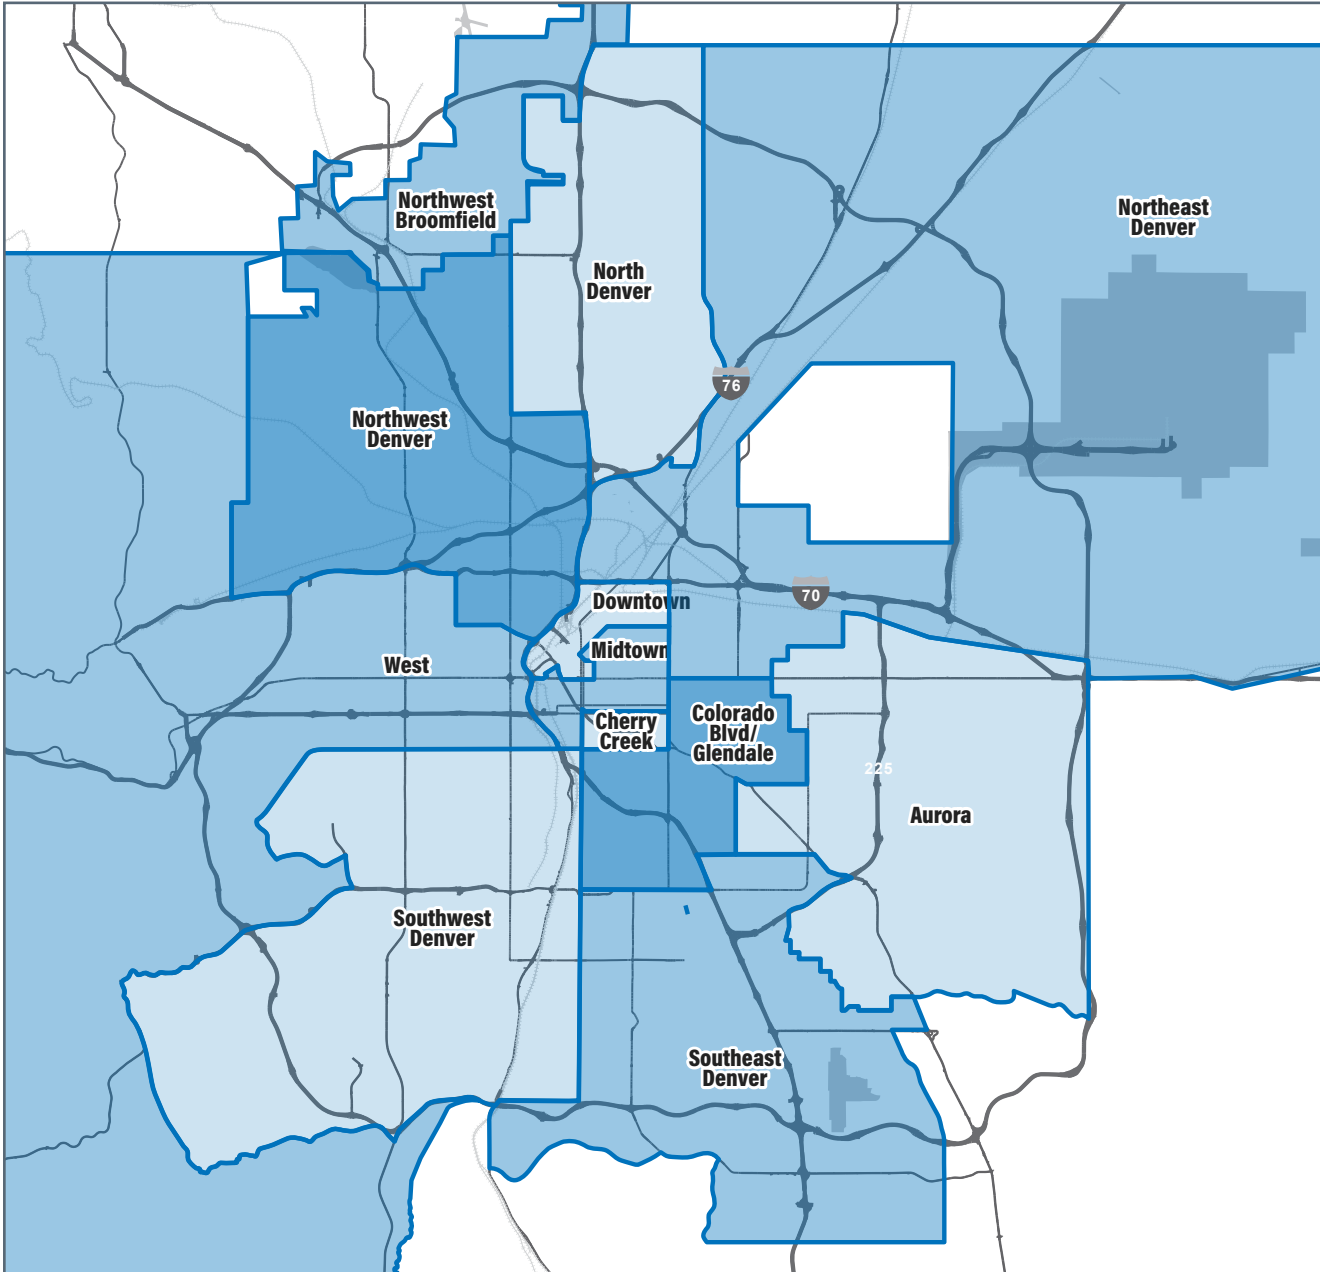 Northwest
Broomfield
Northeast
Denver
North
Denver
76
Northwest
Denver
70
Downtown
Midtown
West
Cherry
Creek
Colorado
Blvd/
Glendale
225
Aurora
Southwest
Denver
Southeast
Denver